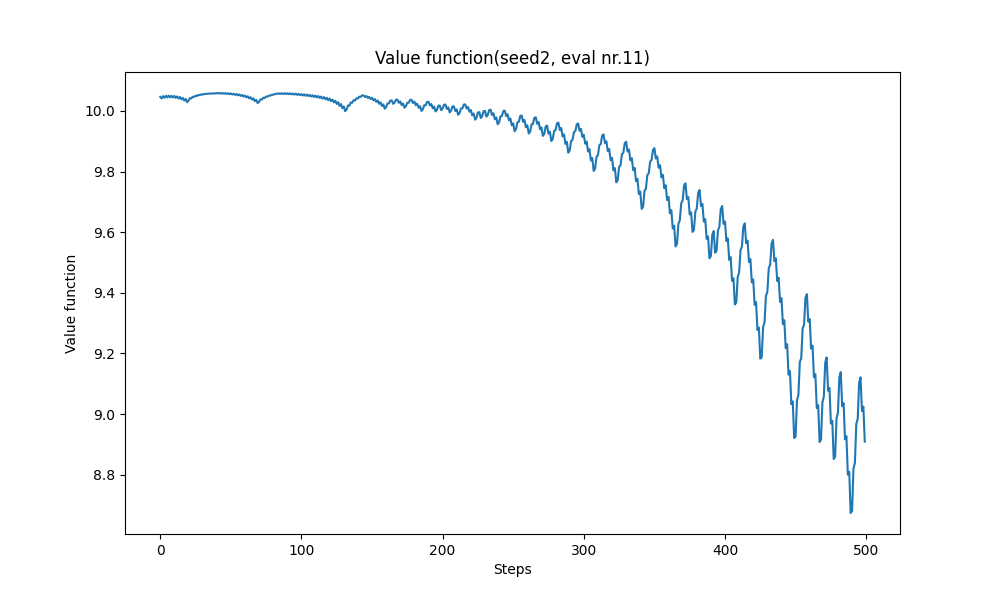 Value function(seed2, eval nr.11)
Value function
10.0
9.8
9.6
9.4
9.2
9.0
8.8
0 100 200 300 400 500
Steps